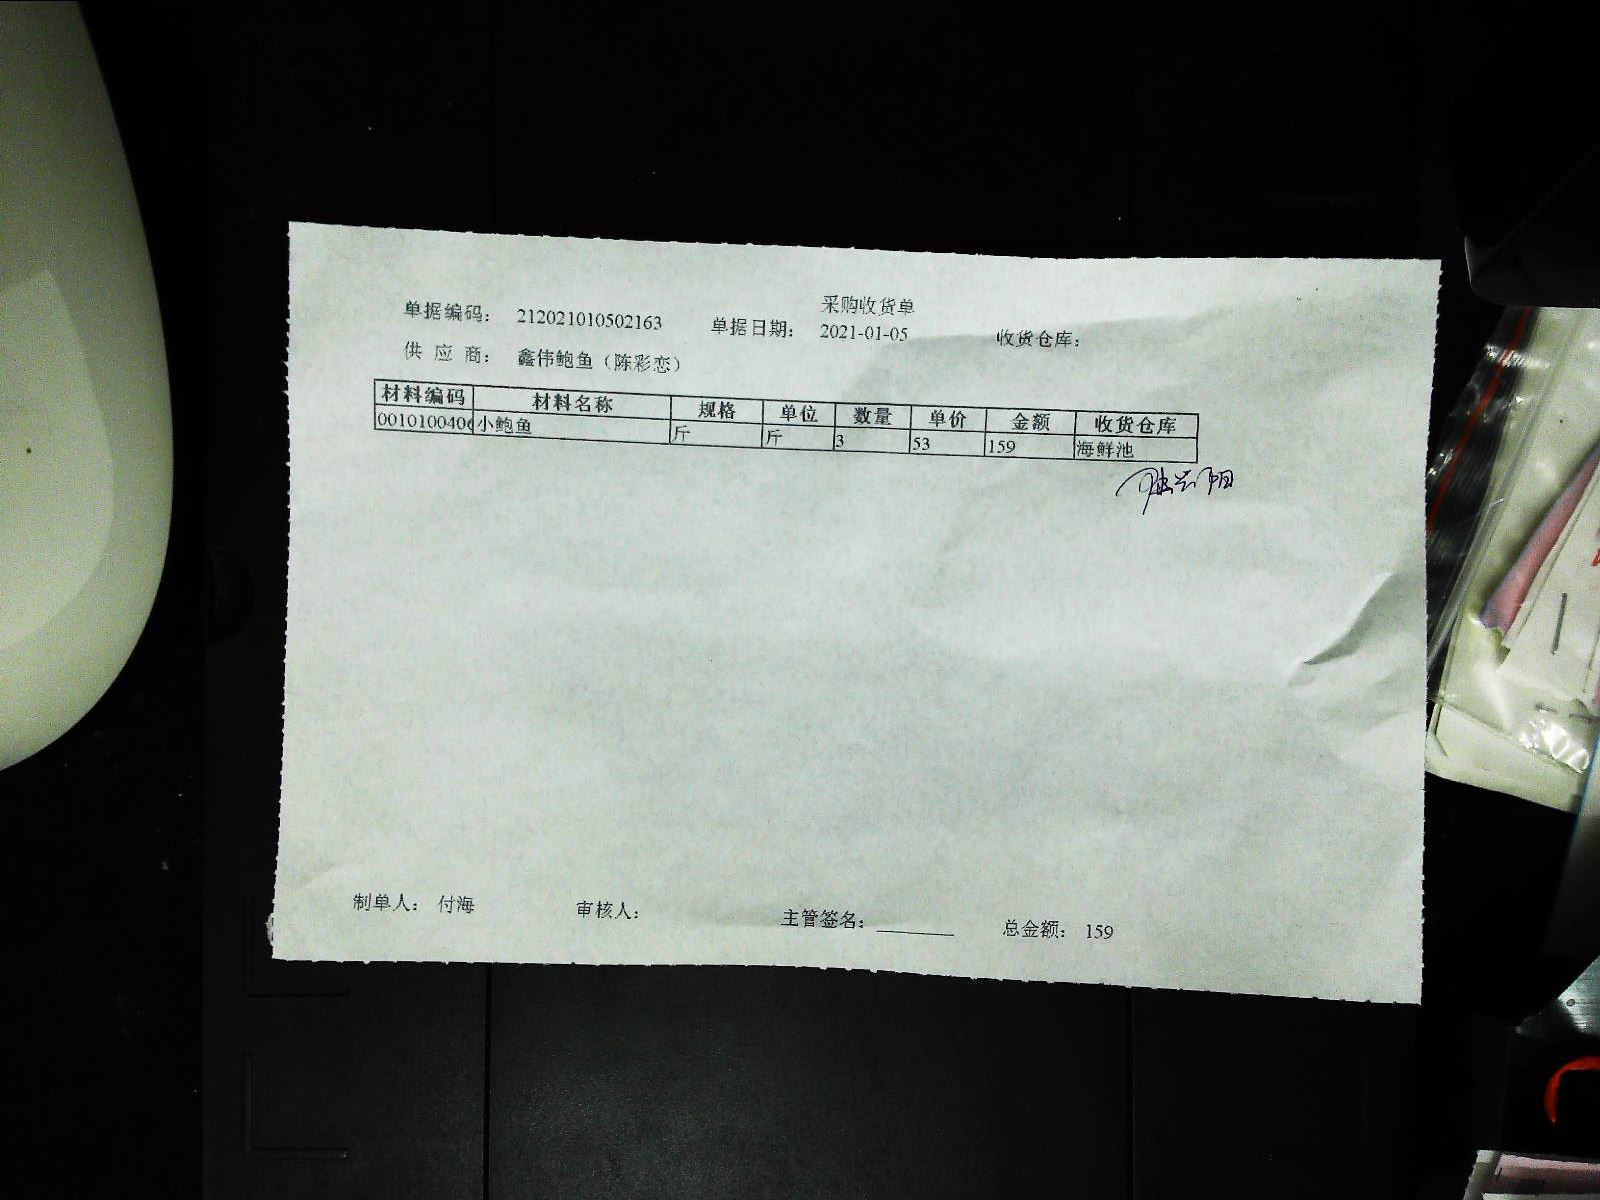 采购收货单
单据编码： 212021010502163 单据日期： 2021-01-05 收货仓库：
供 应 商： 鑫伟鲍鱼（陈彩恋）
材料编码 材料名称 规格 单位 数量 单价 金额 收货仓库
0010100406 小鲍鱼 斤 斤 3 53 159 海鲜池
制单人： 付海 审核人： 主管签名：________ 总金额： 159